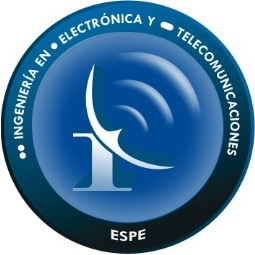 •• INGENIERÍA EN • ELECTRÓNICA Y TELECOMUNICACIONES
ESPE